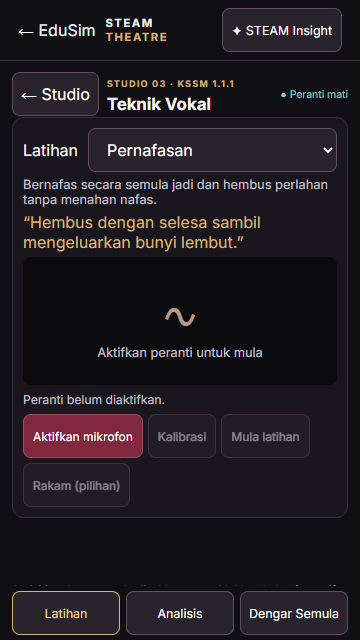 ← EduSim
STEAM
THEATRE
✦ STEAM Insight
← Studio
STUDIO 03 · KSSM 1.1.1
Teknik Vokal
● Peranti mati
Latihan
Pernafasan
Bernafas secara semula jadi dan hembus perlahan
tanpa menahan nafas.
“Hembus dengan selesa sambil
mengeluarkan bunyi lembut.”
Aktifkan peranti untuk mula
Peranti belum diaktifkan.
Aktifkan mikrofon
Kalibrasi
Mula latihan
Rakam (pilihan)
Latihan
Analisis
Dengar Semula